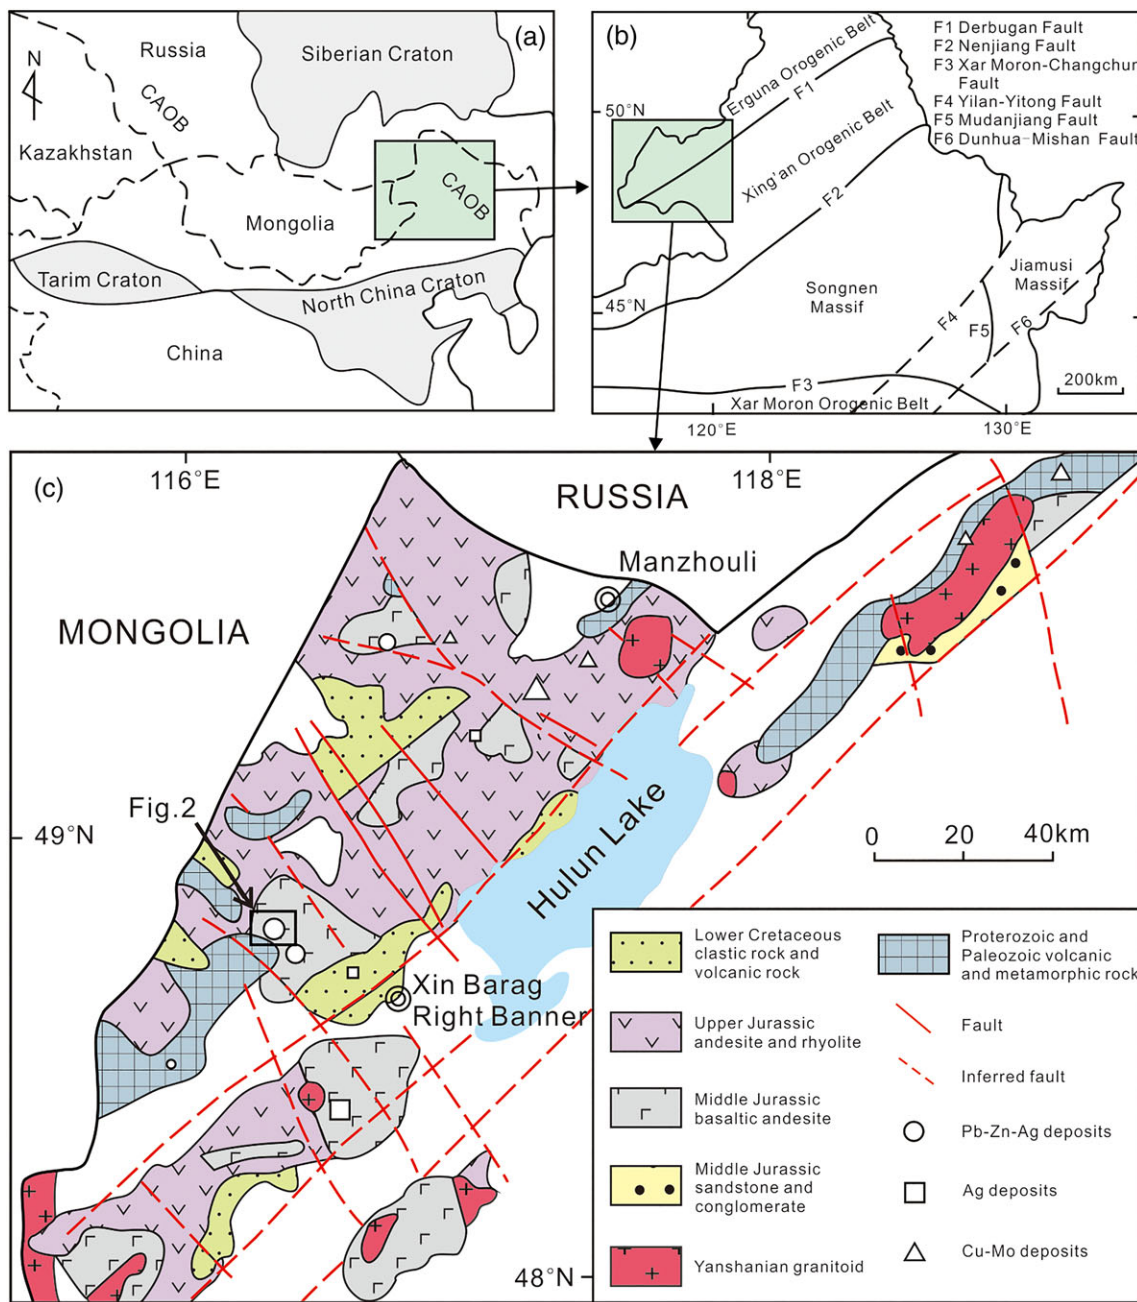 (a)
Russia
Siberian Craton
N
CAOB
Kazakhstan
CAOB
Mongolia
Tarim Craton
North China Craton
China
(b)
F1 Derbugan Fault
F2 Nenjiang Fault
F3 Xar Moron-Changchun
Fault
F4 Yilan-Yitong Fault
F5 Mudanjiang Fault
F6 Dunhua-Mishan Fault
50°N
Erguna Orogenic Belt
F1
Xing'an Orogenic Belt
F2
45°N
Songnen
Massif
Jiamusi
Massif
F4
F5
F6
F3
Xar Moron Orogenic Belt
200km
120°E
130°E
(c)
116°E
118°E
RUSSIA
Manzhouli
MONGOLIA
Fig.2
49°N
Hulun Lake
0 20 40km
Xin Barag
Right Banner
48°N
Lower Cretaceous
clastic rock and
volcanic rock
Upper Jurassic
andesite and rhyolite
Middle Jurassic
basaltic andesite
Middle Jurassic
sandstone and
conglomerate
Yanshanian granitoid
Proterozoic and
Paleozoic volcanic
and metamorphic rock
Fault
Inferred fault
Pb-Zn-Ag deposits
Ag deposits
Cu-Mo deposits